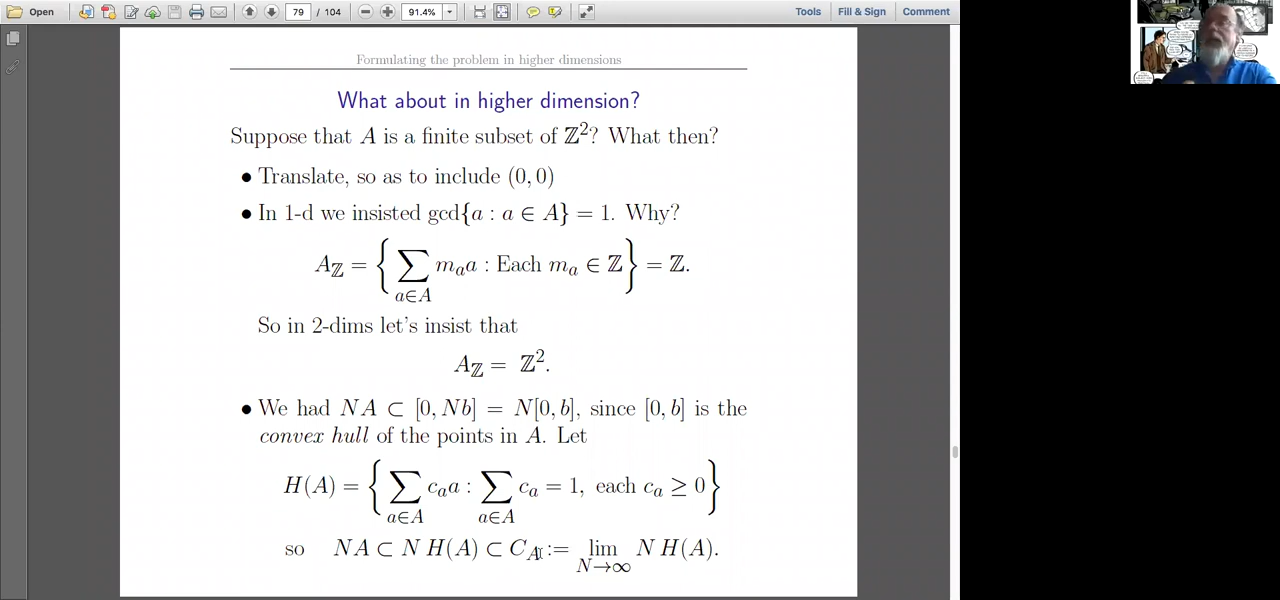 Open
79 / 104
91.4%
Tools
Fill & Sign
Comment
Formulating the problem in higher dimensions
What about in higher dimension?
Suppose that A is a finite subset of ℤ²? What then?
• Translate, so as to include (0, 0)
• In 1-d we insisted gcd{a : a ∈ A} = 1. Why?
A_ℤ = { ∑_{a∈A} m_a a : Each m_a ∈ ℤ } = ℤ.
So in 2-dims let's insist that
A_ℤ = ℤ².
• We had NA ⊂ [0, Nb] = N[0, b], since [0, b] is the
convex hull of the points in A. Let
H(A) = { ∑_{a∈A} c_a a : ∑_{a∈A} c_a = 1, each c_a ≥ 0 }
so NA ⊂ N H(A) ⊂ C_A := lim_{N→∞} N H(A).